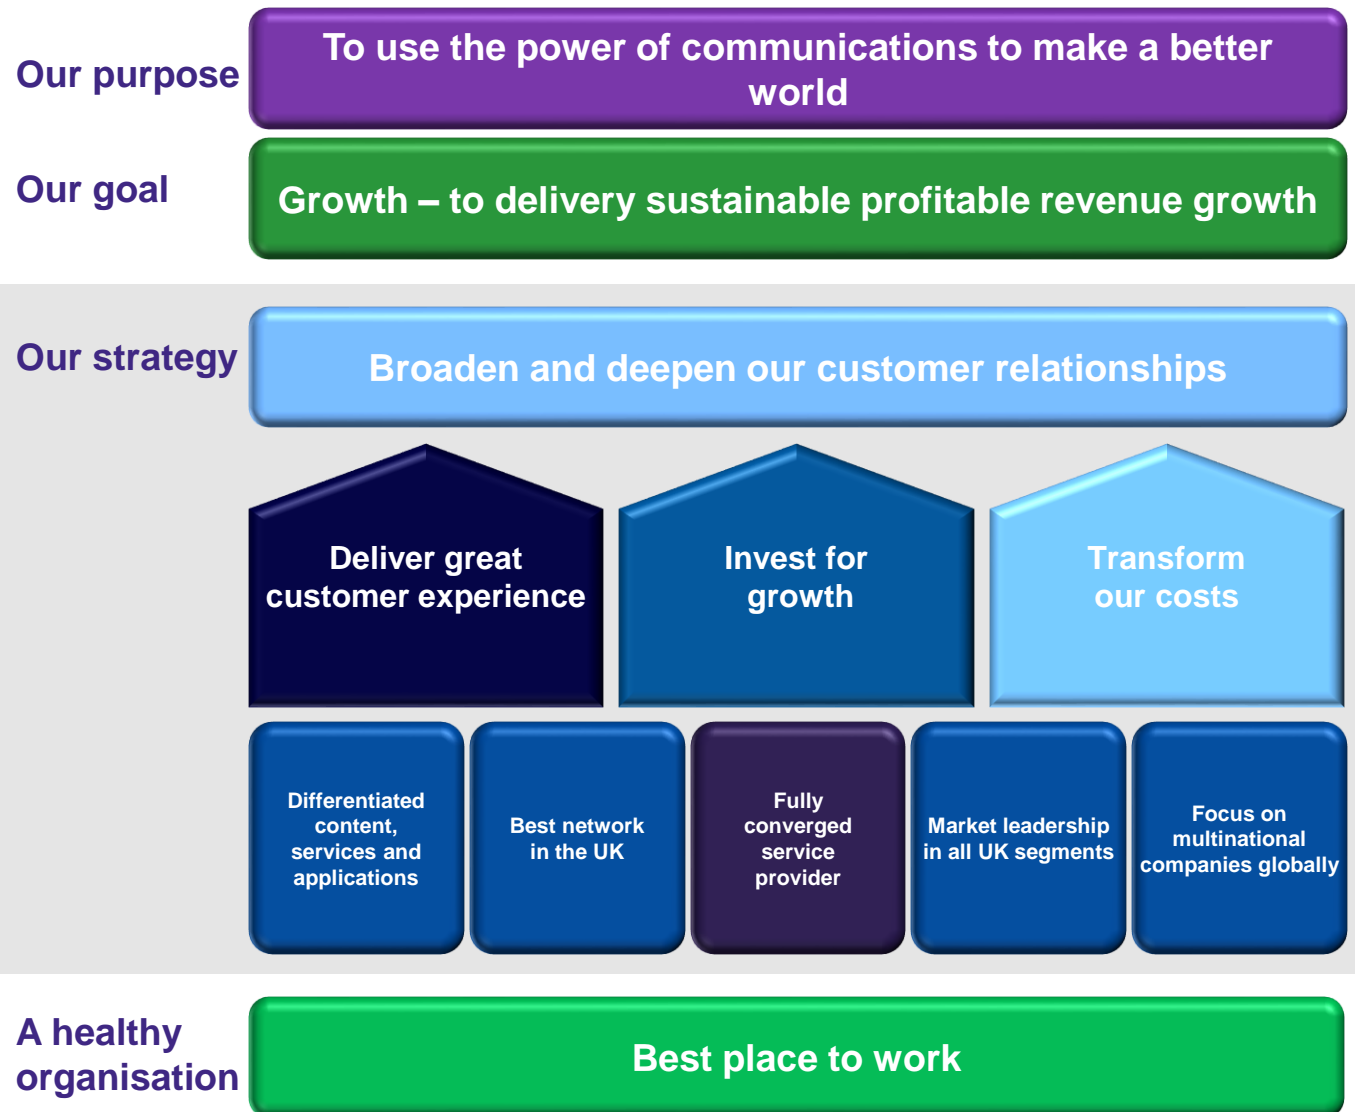 Our purpose
To use the power of communications to make a better
world
Our goal
Growth – to delivery sustainable profitable revenue growth
Our strategy
Broaden and deepen our customer relationships
Deliver great
customer experience
Invest for
growth
Transform
our costs
Differentiated
content,
services and
applications
Best network
in the UK
Fully
converged
service
provider
Market leadership
in all UK segments
Focus on
multinational
companies globally
A healthy
organisation
Best place to work